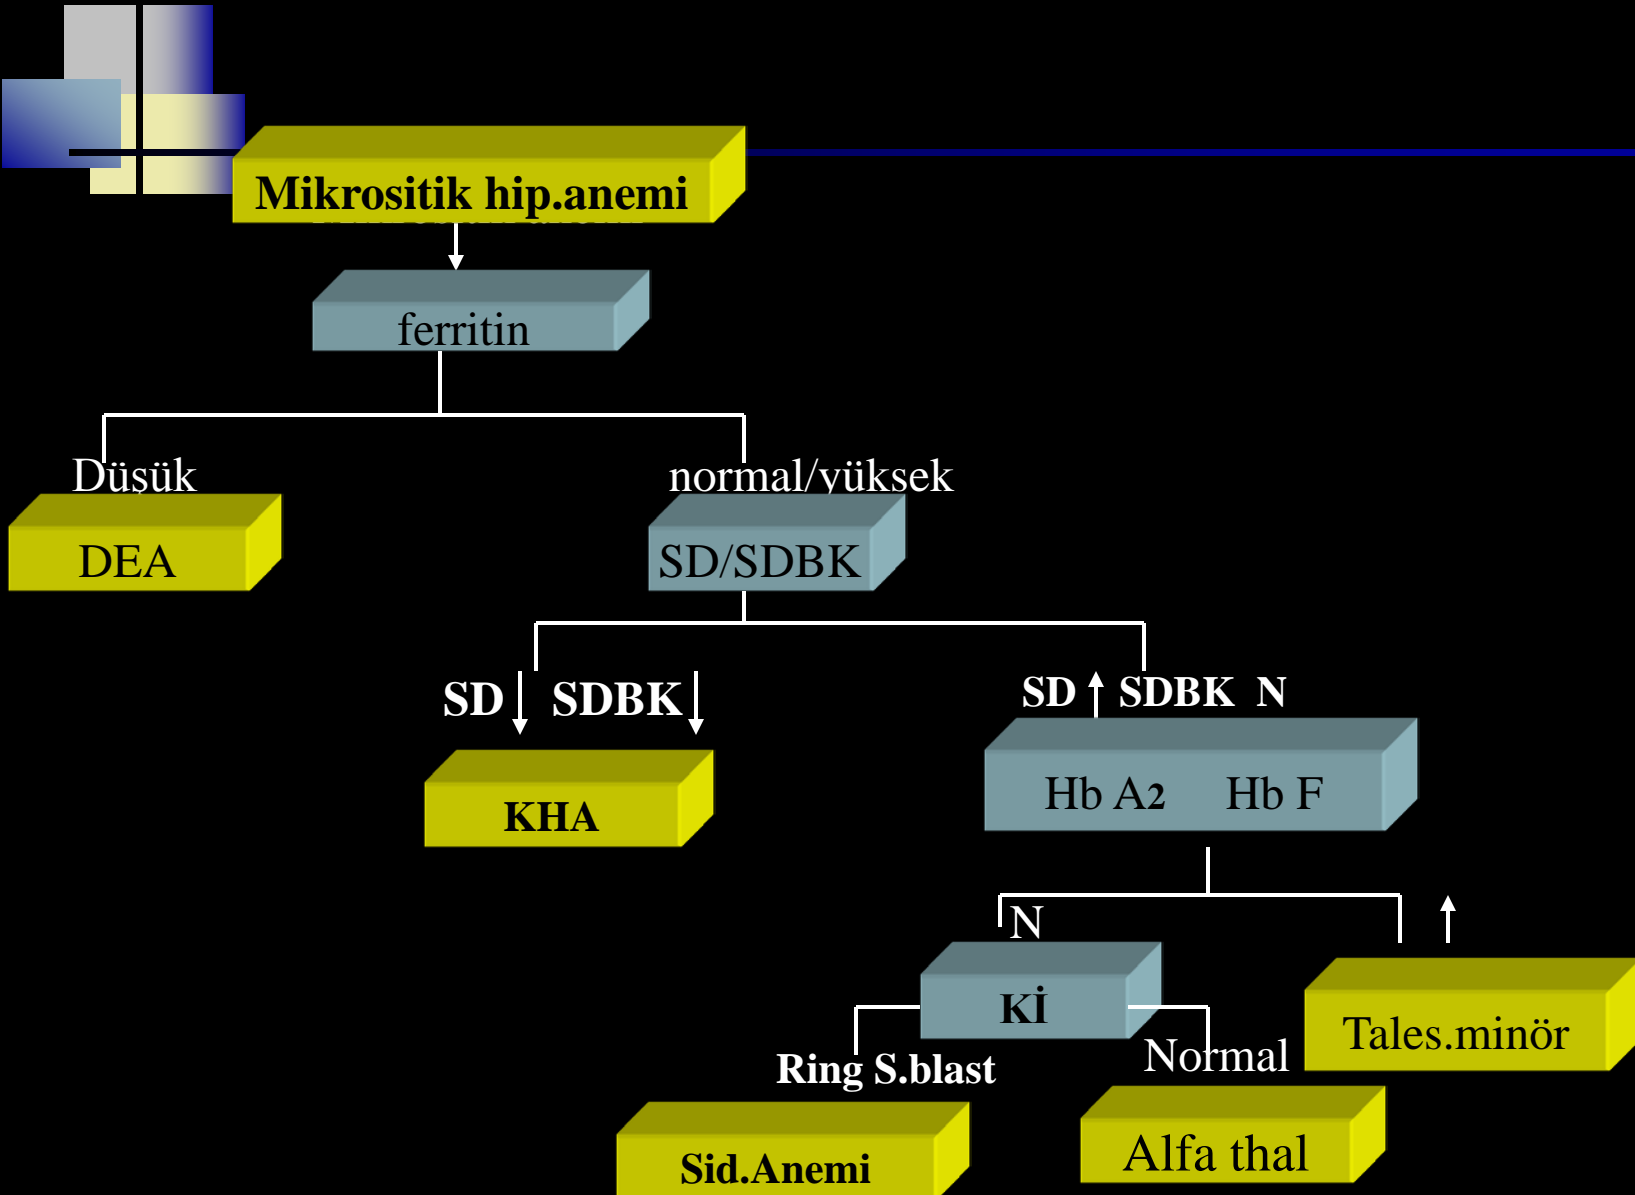 Mikrositik hip.anemi
ferritin
Düşük
normal/yüksek
DEA
SD/SDBK
SD SDBK
SD SDBK N
KHA
Hb A2 Hb F
N
Kİ
Tales.minör
Ring S.blast
Normal
Sid.Anemi
Alfa thal